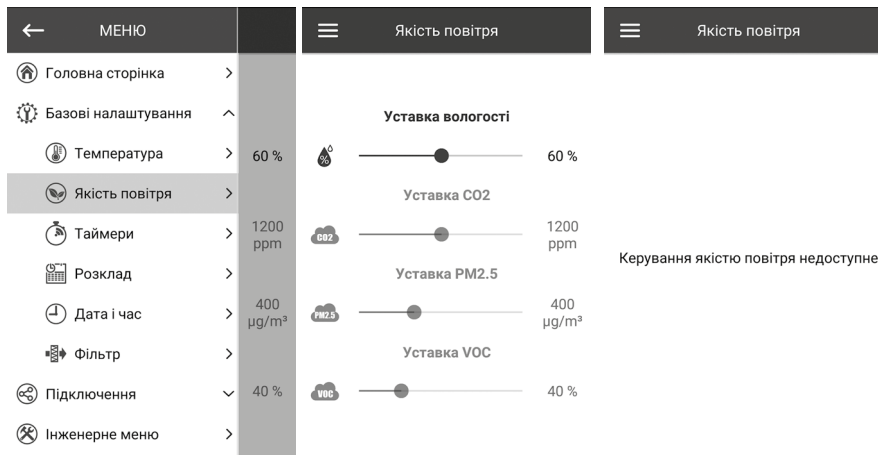 МЕНЮ
Головна сторінка
Базові налаштування
Температура
Якість повітря
Таймери
Розклад
Дата і час
Фільтр
Підключення
Інженерне меню
60 %
1200
ppm
400
µg/m³
40 %
Якість повітря
Уставка вологості
%
60 %
Уставка CO2
CO2
1200
ppm
Уставка PM2.5
PM2.5
400
µg/m³
Уставка VOC
VOC
40 %
Якість повітря
Керування якістю повітря недоступне